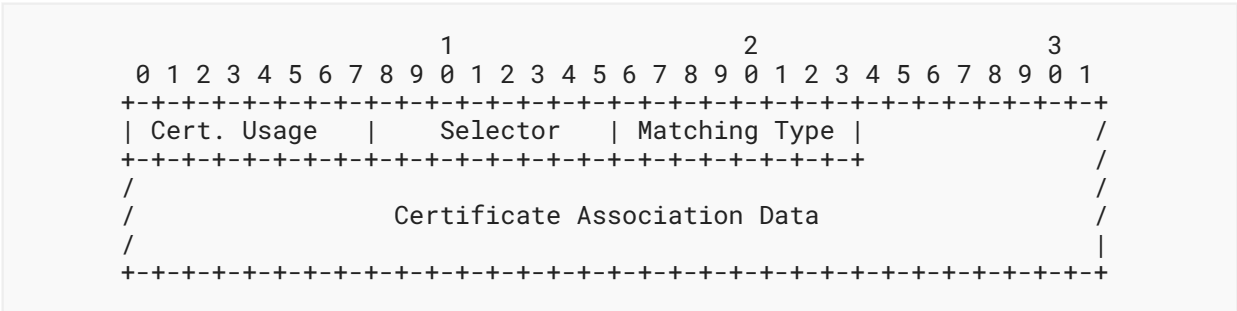 1                   2                   3
 0 1 2 3 4 5 6 7 8 9 0 1 2 3 4 5 6 7 8 9 0 1 2 3 4 5 6 7 8 9 0 1
+-+-+-+-+-+-+-+-+-+-+-+-+-+-+-+-+-+-+-+-+-+-+-+-+-+-+-+-+-+-+-+-+
| Cert. Usage   |    Selector   | Matching Type |               /
+-+-+-+-+-+-+-+-+-+-+-+-+-+-+-+-+-+-+-+-+-+-+-+-+               /
/                                                               /
/                 Certificate Association Data                  /
/                                                               |
+-+-+-+-+-+-+-+-+-+-+-+-+-+-+-+-+-+-+-+-+-+-+-+-+-+-+-+-+-+-+-+-+